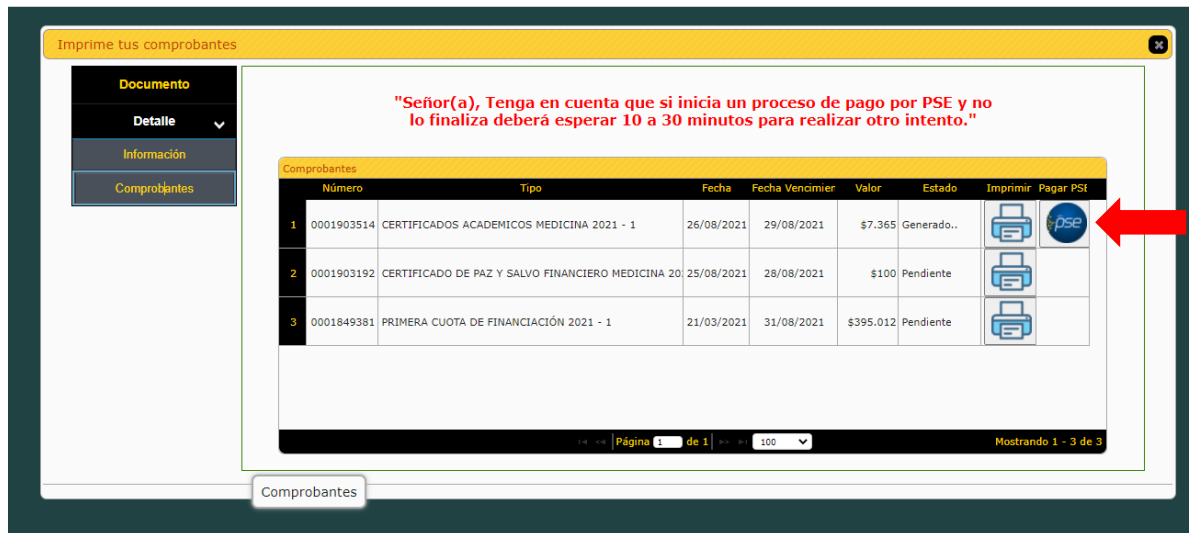 Imprime tus comprobantes
Documento
Detalle
Información
Comprobantes
"Señor(a), Tenga en cuenta que si inicia un proceso de pago por PSE y no
lo finaliza deberá esperar 10 a 30 minutos para realizar otro intento."
Comprobantes
Número Tipo Fecha Fecha Vencimier Valor Estado Imprimir Pagar PSE
1 0001903514 CERTIFICADOS ACADEMICOS MEDICINA 2021 - 1 26/08/2021 29/08/2021 $7.365 Generado.. pse
2 0001903192 CERTIFICADO DE PAZ Y SALVO FINANCIERO MEDICINA 20 25/08/2021 28/08/2021 $100 Pendiente
3 0001849381 PRIMERA CUOTA DE FINANCIACIÓN 2021 - 1 21/03/2021 31/08/2021 $395.012 Pendiente
Página 1 de 1 100 Mostrando 1 - 3 de 3
Comprobantes